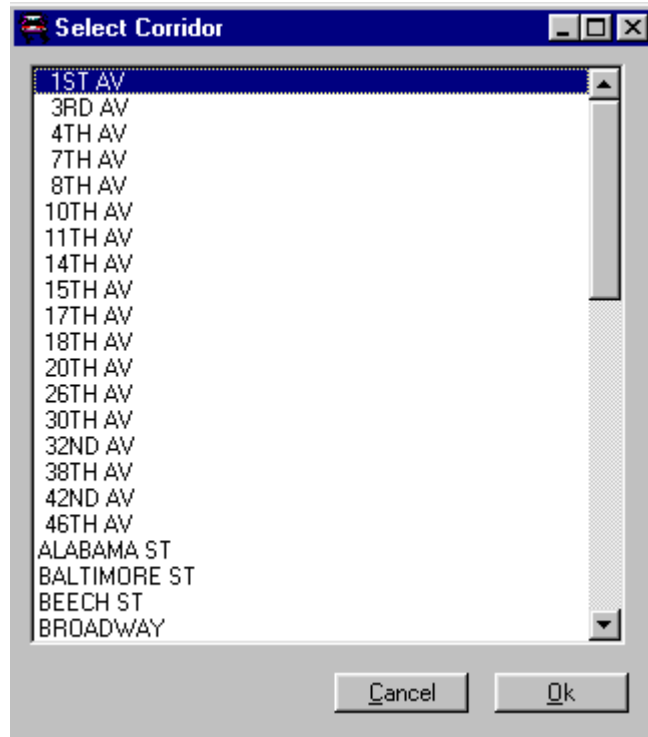 Select Corridor
1ST AV
3RD AV
4TH AV
7TH AV
8TH AV
10TH AV
11TH AV
14TH AV
15TH AV
17TH AV
18TH AV
20TH AV
26TH AV
30TH AV
32ND AV
38TH AV
42ND AV
46TH AV
ALABAMA ST
BALTIMORE ST
BEECH ST
BROADWAY
Cancel Ok